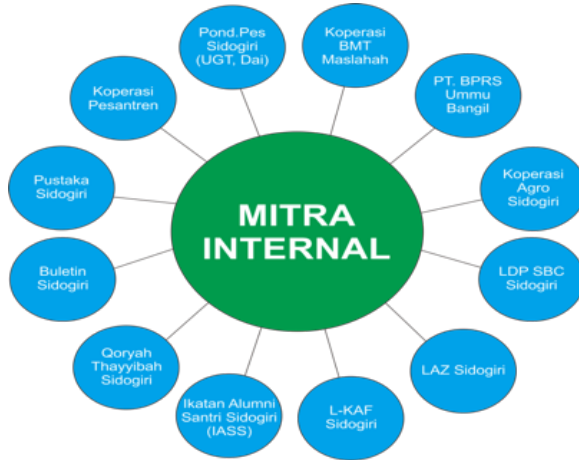 Pond.Pes
Sidogiri
(UGT, Dai)
Koperasi
BMT
Maslahah
PT. BPRS
Ummu
Bangil
Koperasi
Agro
Sidogiri
LDP SBC
Sidogiri
LAZ Sidogiri
L-KAF
Sidogiri
Ikatan Alumni
Santri Sidogiri
(IASS)
Qoryah
Thayyibah
Sidogiri
Buletin
Sidogiri
Pustaka
Sidogiri
Koperasi
Pesantren
MITRA
INTERNAL